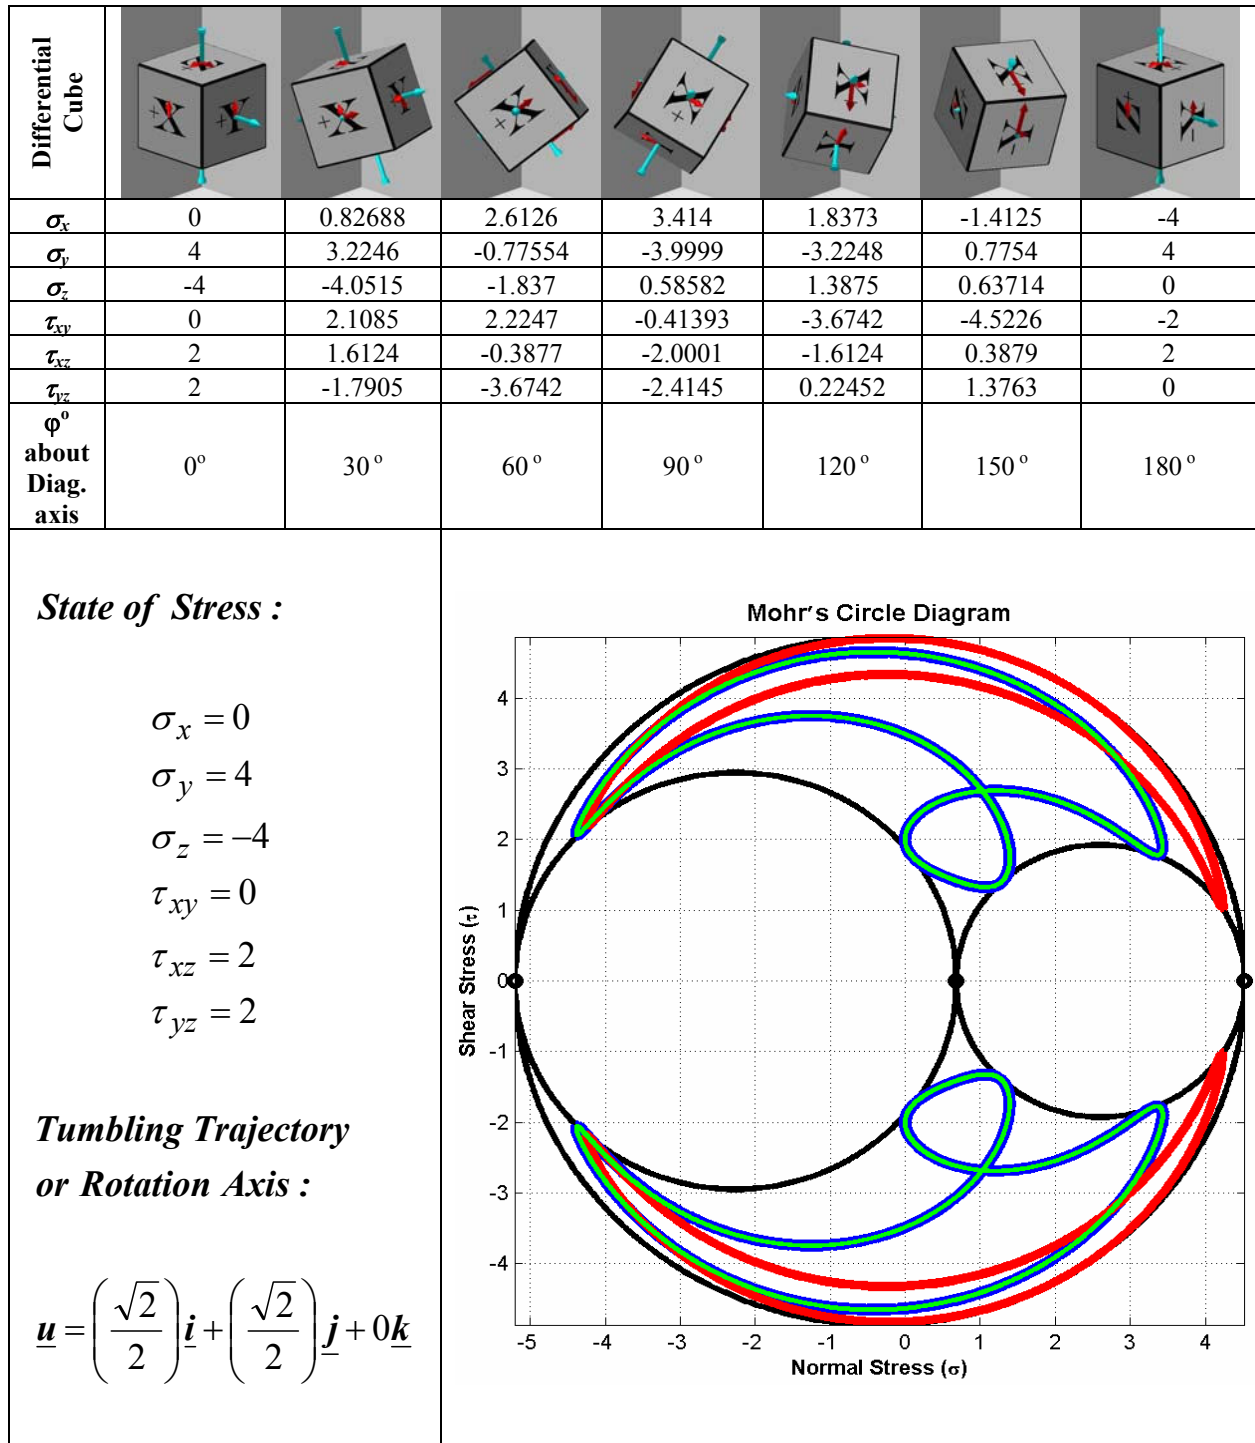 Differential Cube
σx 0 0.82688 2.6126 3.414 1.8373 -1.4125 -4
σy 4 3.2246 -0.77554 -3.9999 -3.2248 0.7754 4
σz -4 -4.0515 -1.837 0.58582 1.3875 0.63714 0
τxy 0 2.1085 2.2247 -0.41393 -3.6742 -4.5226 -2
τxz 2 1.6124 -0.3877 -2.0001 -1.6124 0.3879 2
τyz 2 -1.7905 -3.6742 -2.4145 0.22452 1.3763 0
φ°
about
Diag.
axis
0° 30° 60° 90° 120° 150° 180°
State of Stress :
σx = 0
σy = 4
σz = −4
τxy = 0
τxz = 2
τyz = 2
Tumbling Trajectory
or Rotation Axis :
u = (√2/2) i + (√2/2) j + 0k
Mohr's Circle Diagram
4
3
2
1
0
-1
-2
-3
-4
Shear Stress (τ)
-5 -4 -3 -2 -1 0 1 2 3 4
Normal Stress (σ)